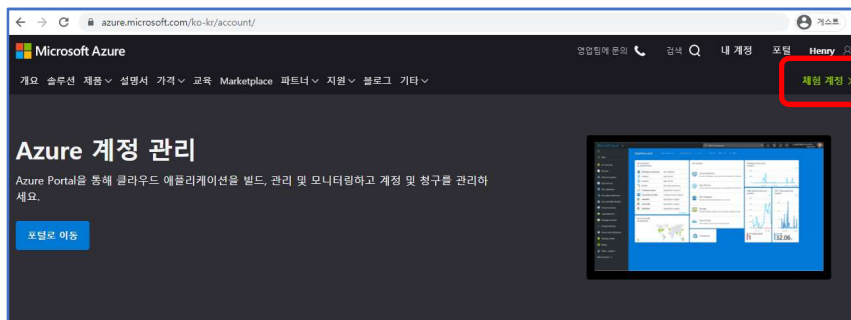 azure.microsoft.com/ko-kr/account/
게스트
Microsoft Azure
영업팀에 문의 검색 내 계정 포털 Henry
개요 솔루션 제품 설명서 가격 교육 Marketplace 파트너 지원 블로그 기타
체험 계정 >
Azure 계정 관리
Azure Portal을 통해 클라우드 애플리케이션을 빌드, 관리 및 모니터링하고 계정 및 청구를 관리하
세요.
포털로 이동
1
32.06